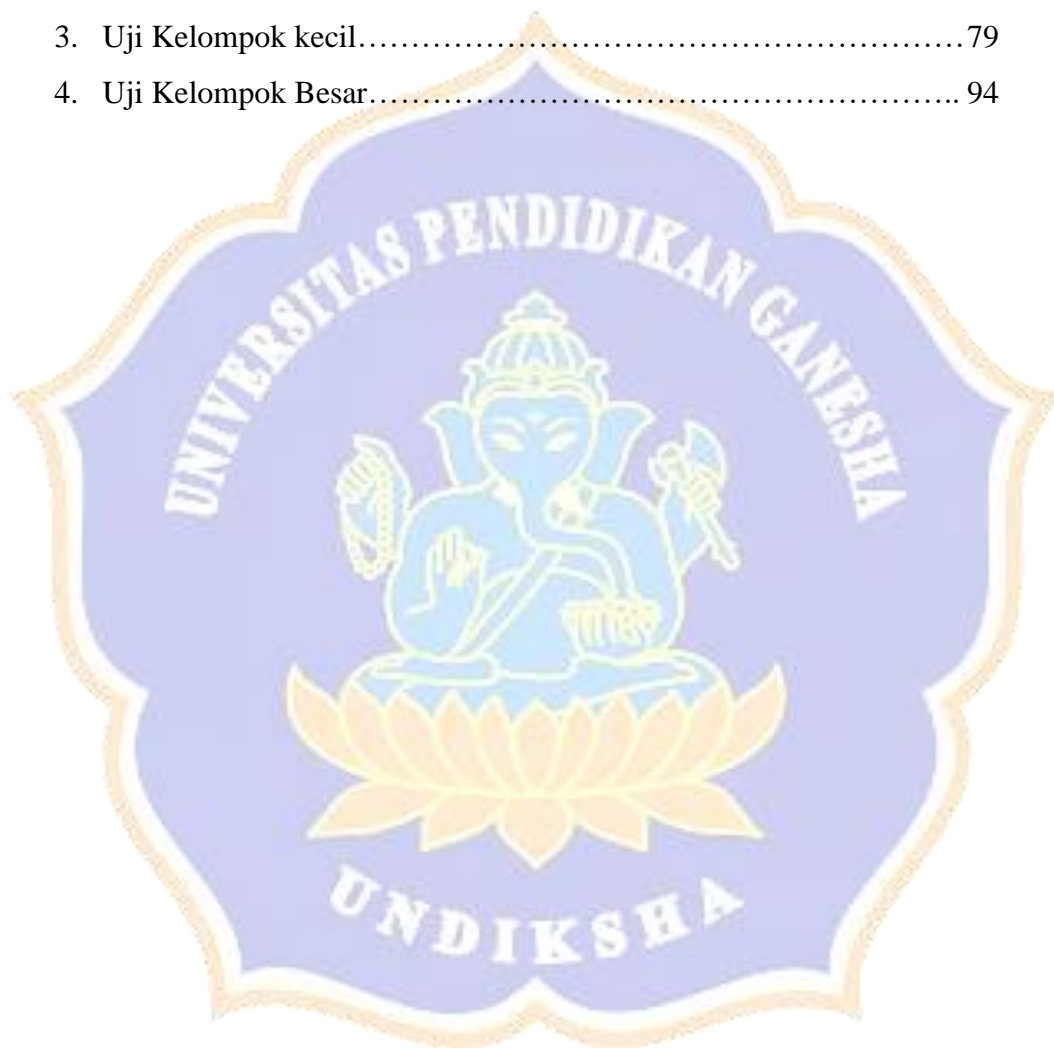 3. Uji Kelompok kecil……………………………………………………79
4. Uji Kelompok Besar………………………………………………….. 94
UNIVERSITAS PENDIDIKAN GANESHA
UNDIKSHA